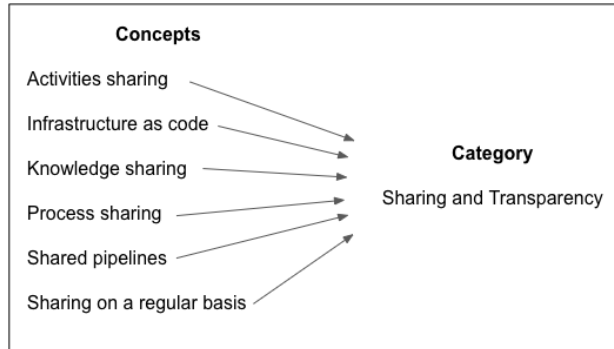 Concepts
Activities sharing
Infrastructure as code
Knowledge sharing
Process sharing
Shared pipelines
Sharing on a regular basis
Category
Sharing and Transparency